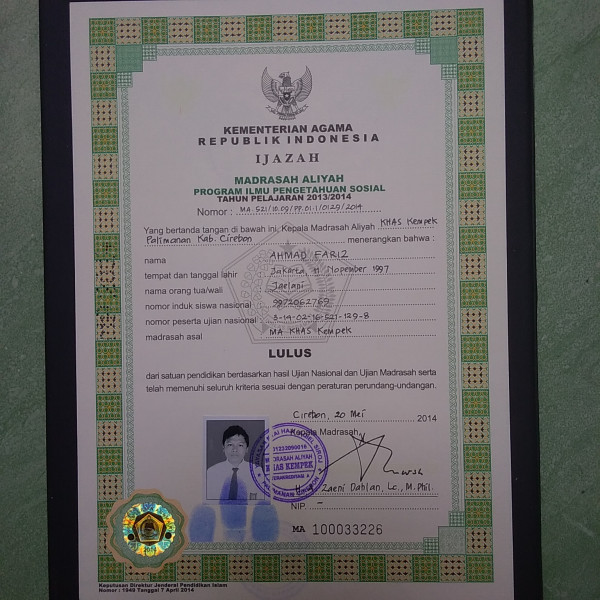 KEMENTERIAN AGAMA
REPUBLIK INDONESIA
IJAZAH
MADRASAH ALIYAH
PROGRAM ILMU PENGETAHUAN SOSIAL
TAHUN PELAJARAN 2013/2014
Nomor : MA. 521/10.09/PP.01.1/0129/2014
Yang bertanda tangan di bawah ini, Kepala Madrasah Aliyah KHAS Kempek
Palimanan Kab. Cirebon menerangkan bahwa :
nama AHMAD FARIZ
tempat dan tanggal lahir Jakarta, 11 Nopember 1997
nama orang tua/wali Jaelani
nomor induk siswa nasional 9972062769
nomor peserta ujian nasional 3-14-02-16-521-129-8
madrasah asal MA KHAS Kempek
LULUS
dari satuan pendidikan berdasarkan hasil Ujian Nasional dan Ujian Madrasah serta
telah memenuhi seluruh kriteria sesuai dengan peraturan perundang-undangan.
Cirebon, 20 Mei 2014
Kepala Madrasah
MADRASAH ALIYAH
KHAS KEMPEK
Zaeni Dahlan, Lc., M.Phil.
NIP. -
MA 100033226
2014
Keputusan Direktur Jenderal Pendidikan Islam
Nomor : 1949 Tanggal 7 April 2014